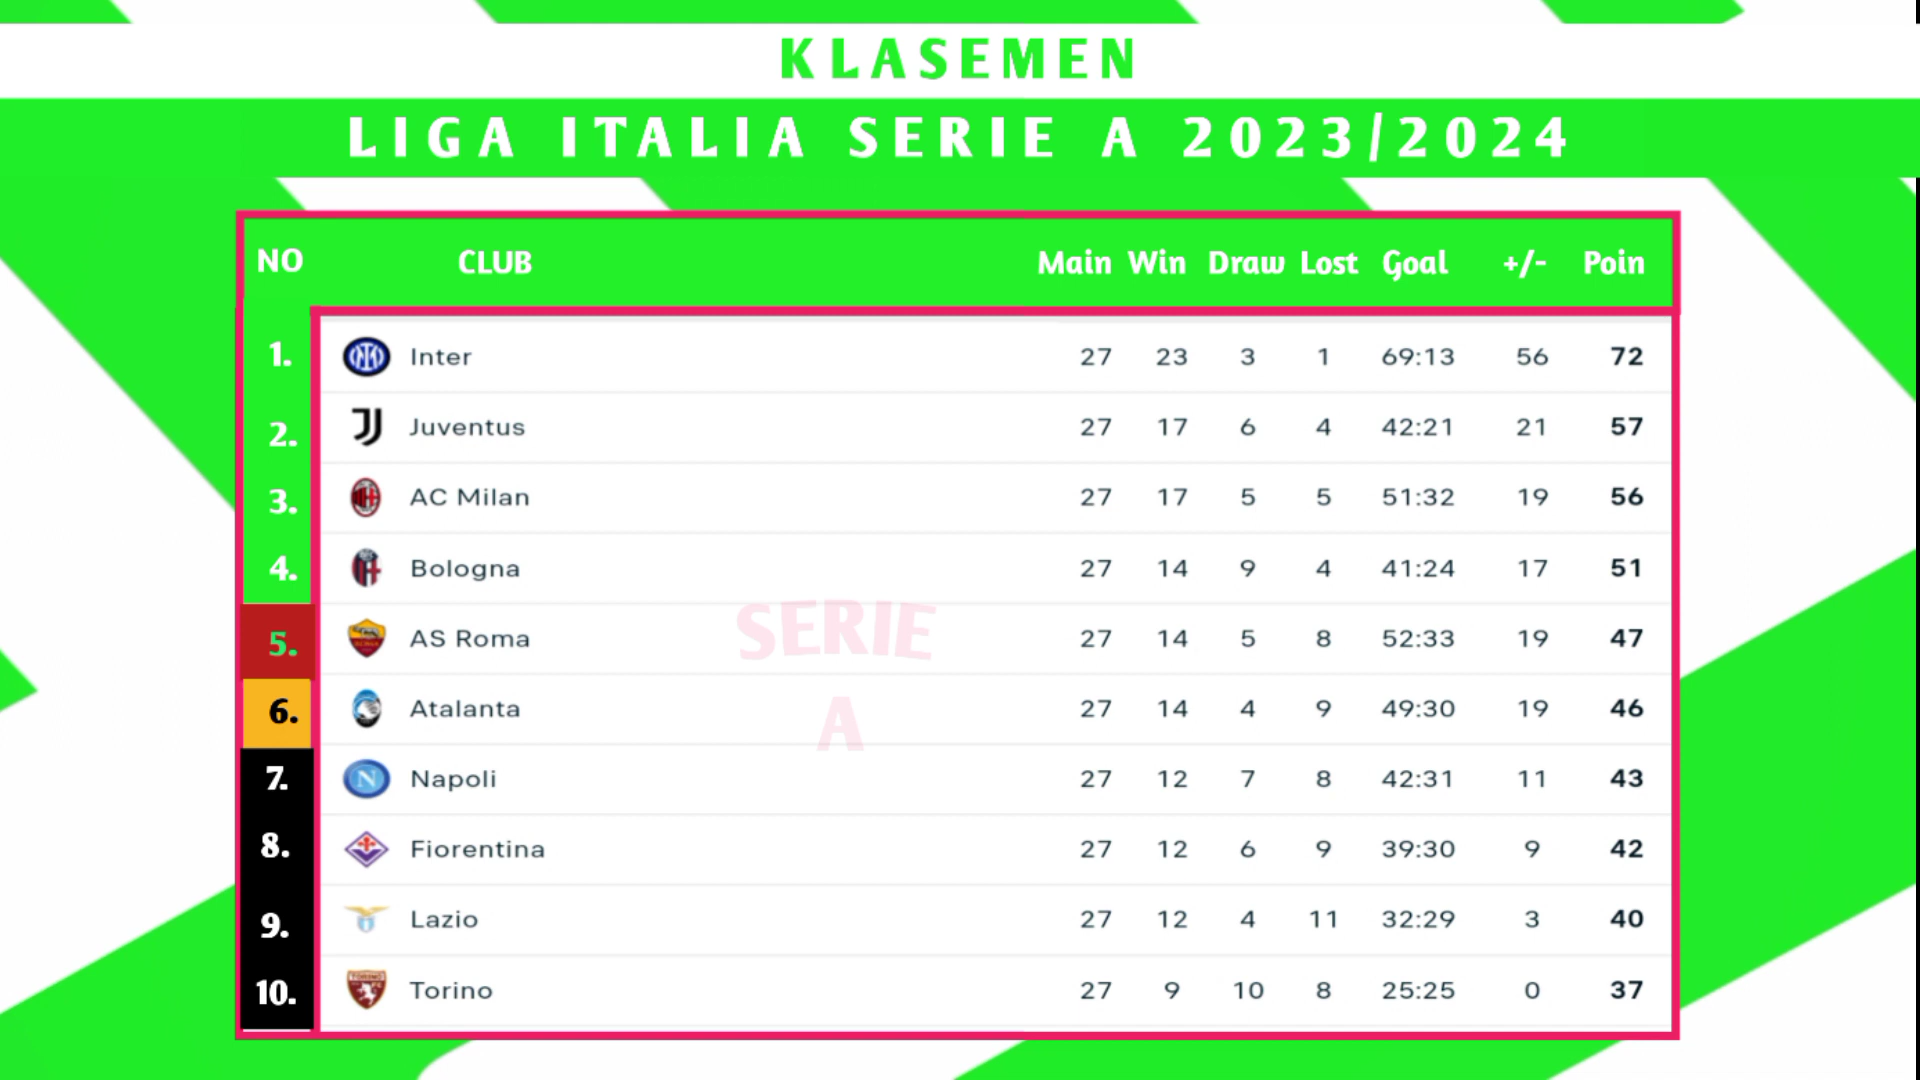 KLASEMEN
LIGA ITALIA SERIE A 2023/2024
NO CLUB Main Win Draw Lost Goal +/- Poin
1. Inter 27 23 3 1 69:13 56 72
2. Juventus 27 17 6 4 42:21 21 57
3. AC Milan 27 17 5 5 51:32 19 56
4. Bologna 27 14 9 4 41:24 17 51
5. AS Roma 27 14 5 8 52:33 19 47
6. Atalanta 27 14 4 9 49:30 19 46
7. Napoli 27 12 7 8 42:31 11 43
8. Fiorentina 27 12 6 9 39:30 9 42
9. Lazio 27 12 4 11 32:29 3 40
10. Torino 27 9 10 8 25:25 0 37
SERIE
A